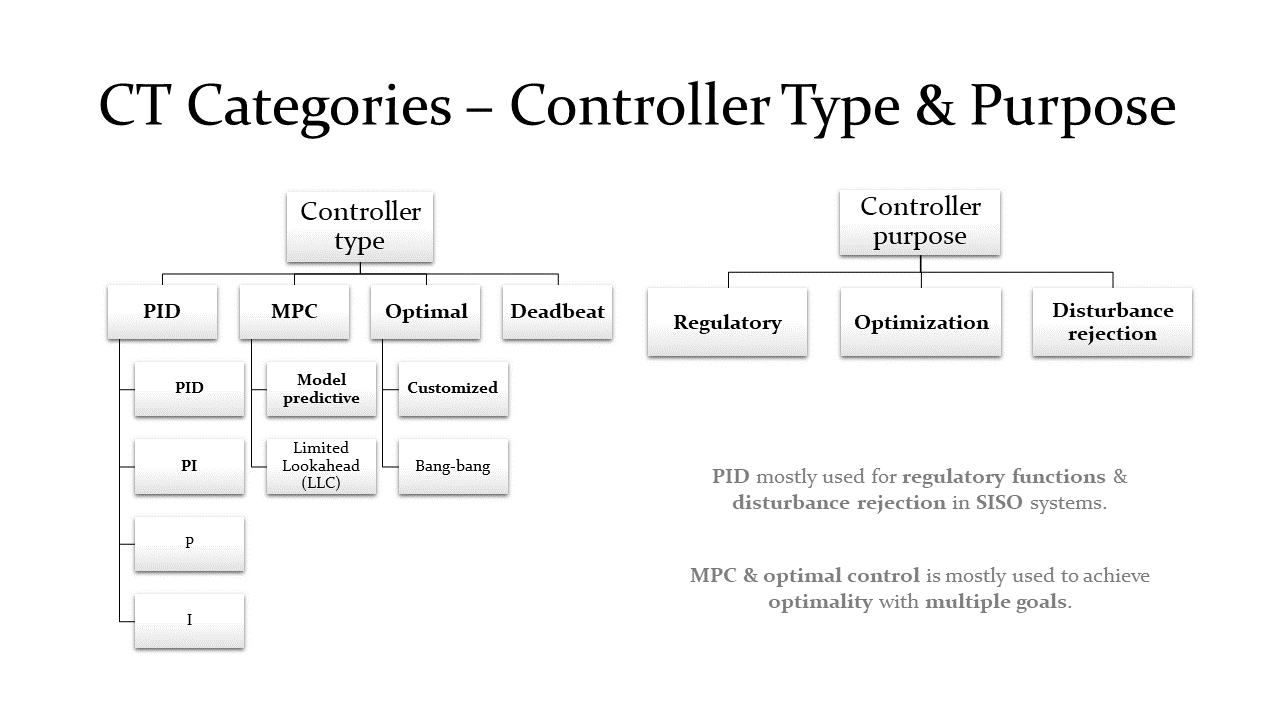 CT Categories – Controller Type & Purpose
Controller
type
PID
MPC
Optimal
Deadbeat
PID
Model
predictive
Customized
PI
Limited
Lookahead
(LLC)
Bang-bang
P
I
Controller
purpose
Regulatory
Optimization
Disturbance
rejection
PID mostly used for regulatory functions &
disturbance rejection in SISO systems.
MPC & optimal control is mostly used to achieve
optimality with multiple goals.